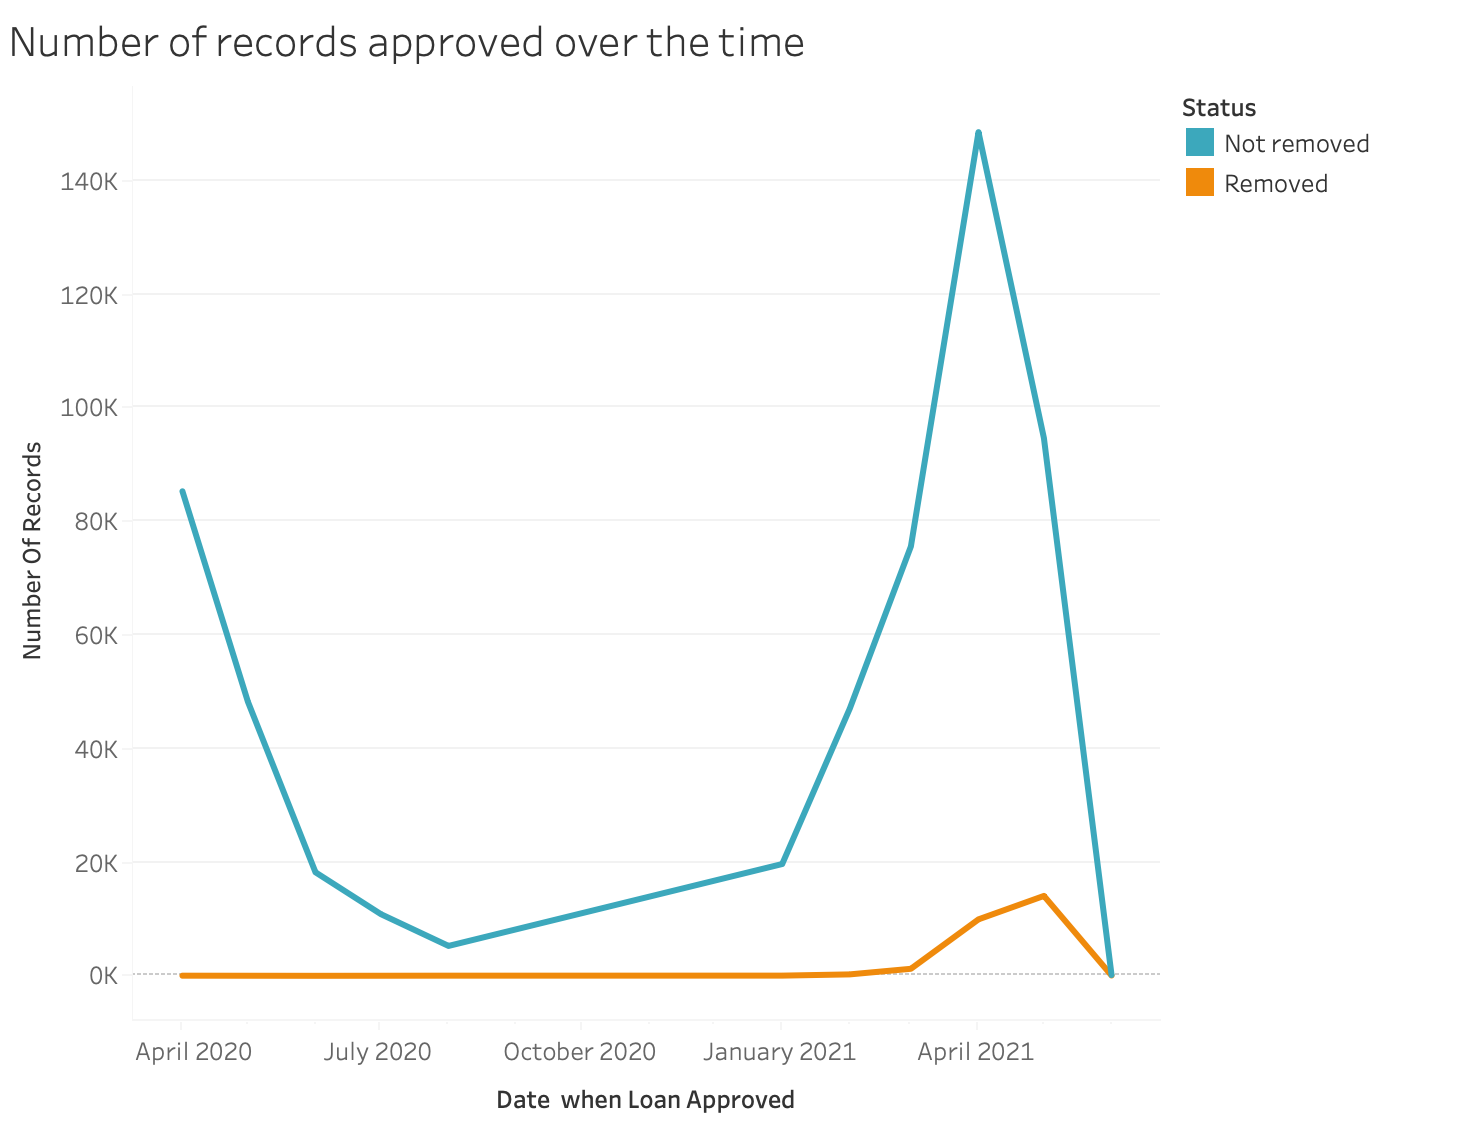 Number of records approved over the time
Status
Not removed
Removed
140K
120K
100K
80K
60K
40K
20K
0K
Number Of Records
April 2020
July 2020
October 2020
January 2021
April 2021
Date  when Loan Approved